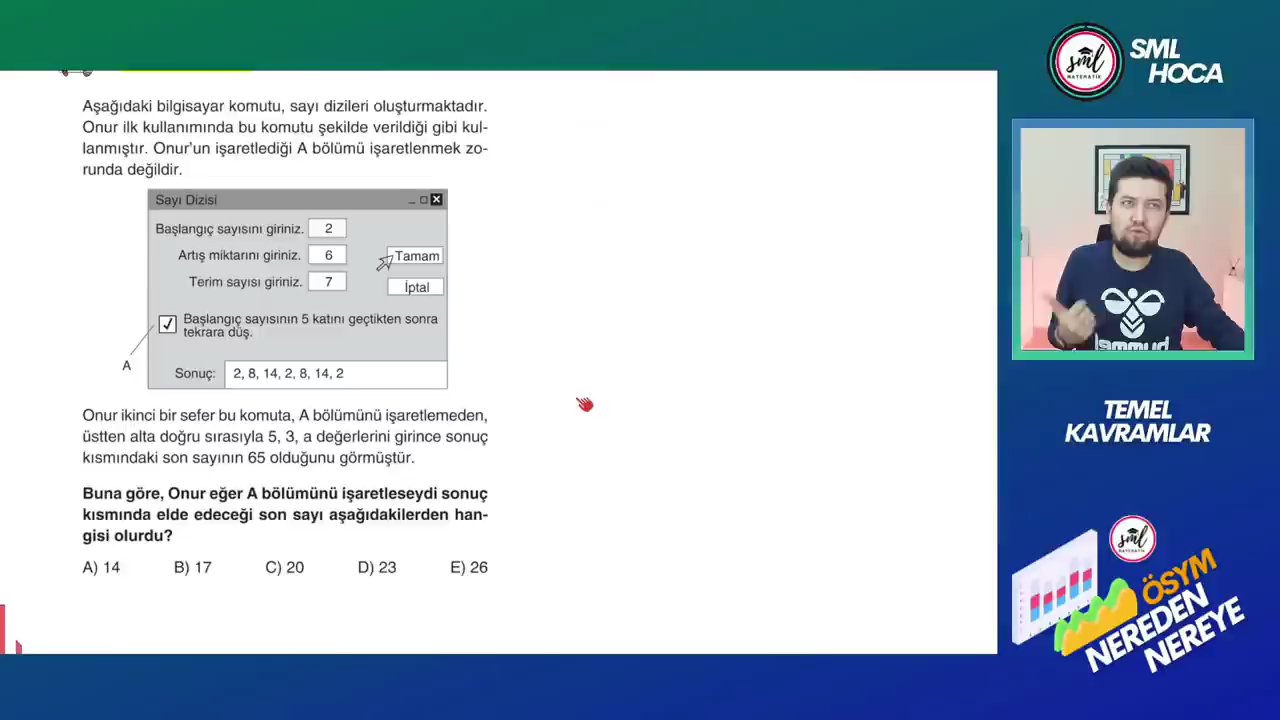 SML
HOCA
sml
MATEMATİK
Aşağıdaki bilgisayar komutu, sayı dizileri oluşturmaktadır.
Onur ilk kullanımında bu komutu şekilde verildiği gibi kul-
lanmıştır. Onur'un işaretlediği A bölümü işaretlenmek zo-
runda değildir.
Sayı Dizisi
Başlangıç sayısını giriniz. 2
Artış miktarını giriniz. 6
Tamam
Terim sayısı giriniz. 7
İptal
Başlangıç sayısının 5 katını geçtikten sonra
tekrara düş.
A
Sonuç: 2, 8, 14, 2, 8, 14, 2
Onur ikinci bir sefer bu komuta, A bölümünü işaretlemeden,
üstten alta doğru sırasıyla 5, 3, a değerlerini girince sonuç
kısmındaki son sayının 65 olduğunu görmüştür.
Buna göre, Onur eğer A bölümünü işaretleseydi sonuç
kısmında elde edeceği son sayı aşağıdakilerden han-
gisi olurdu?
A) 14 B) 17 C) 20 D) 23 E) 26
hummel
TEMEL
KAVRAMLAR
sml
MATEMATİK
ÖSYM
NEREDEN
NEREYE